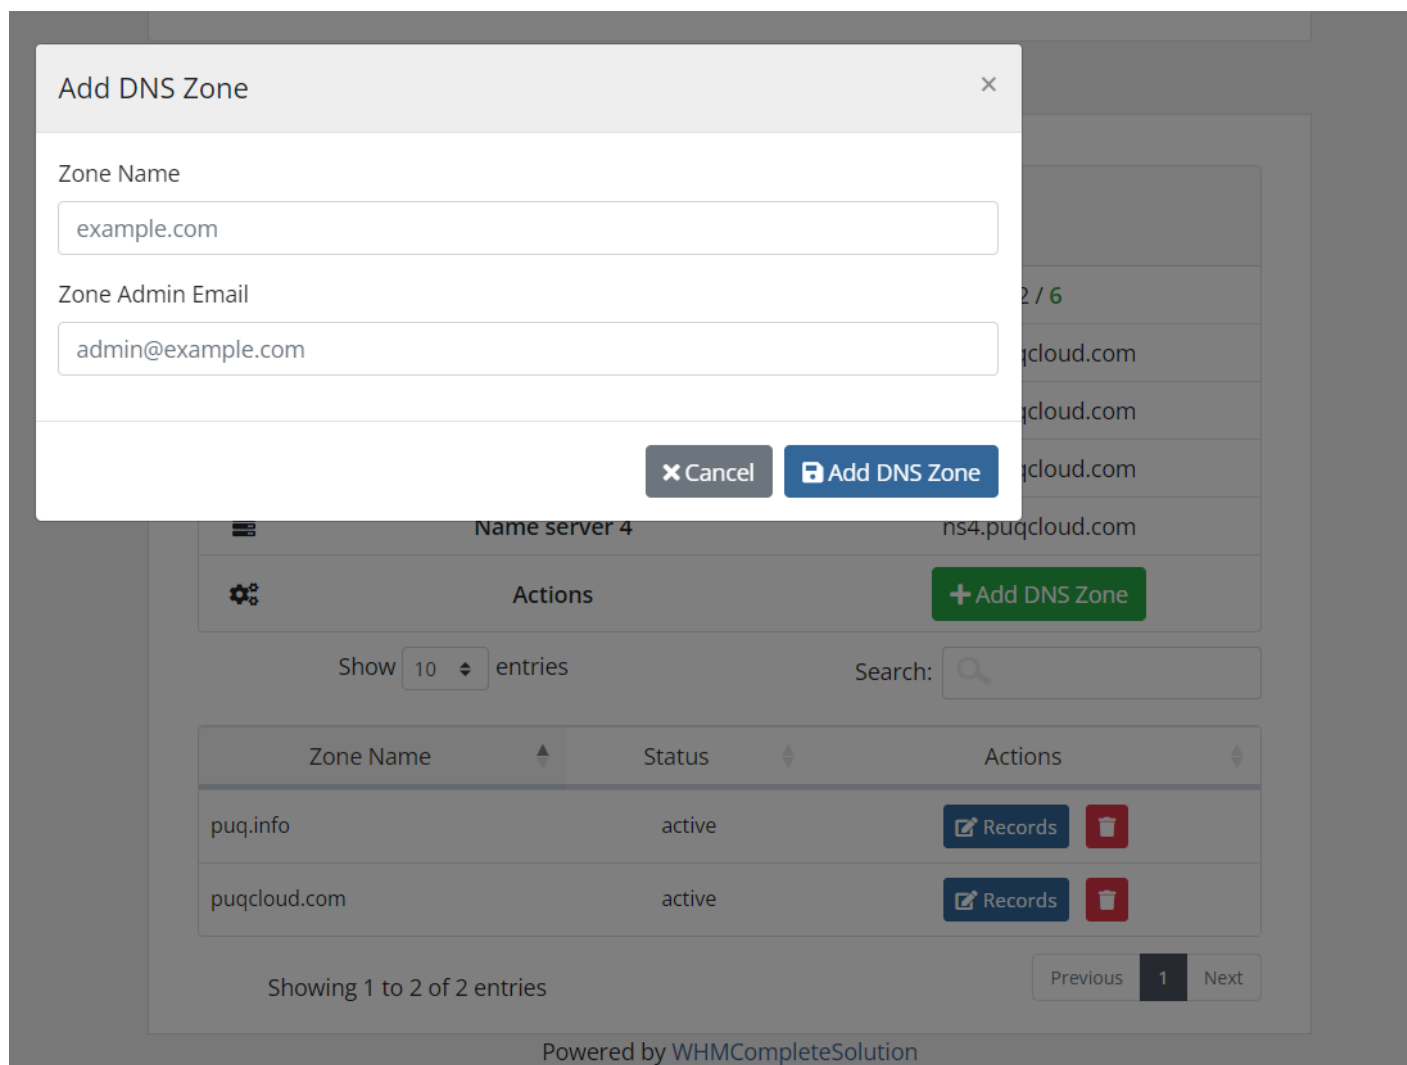 Add DNS Zone ×
Zone Name
example.com
Zone Admin Email
admin@example.com
Cancel Add DNS Zone
2 / 6
cloud.com
cloud.com
cloud.com
Name server 4 ns4.puqcloud.com
Actions Add DNS Zone
Show 10 entries Search:
Zone Name Status Actions
puq.info active Records
puqcloud.com active Records
Showing 1 to 2 of 2 entries Previous 1 Next
Powered by WHMCompleteSolution